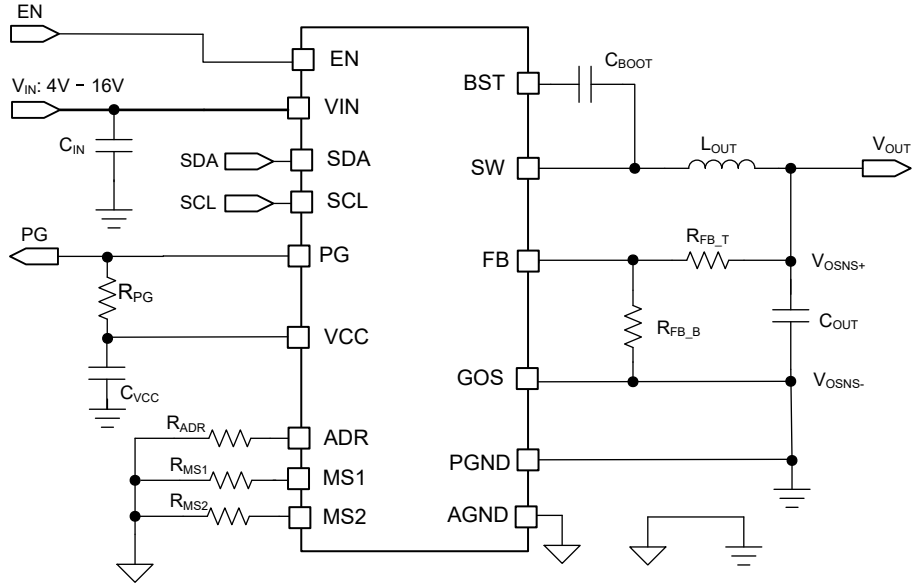 EN
V_IN: 4V – 16V
C_IN
SDA
SCL
PG
R_PG
C_VCC
R_ADR
R_MS1
R_MS2
EN
VIN
SDA
SCL
PG
VCC
ADR
MS1
MS2
BST
SW
FB
GOS
PGND
AGND
C_BOOT
L_OUT
V_OUT
R_FB_T
V_OSNS+
R_FB_B
C_OUT
V_OSNS-